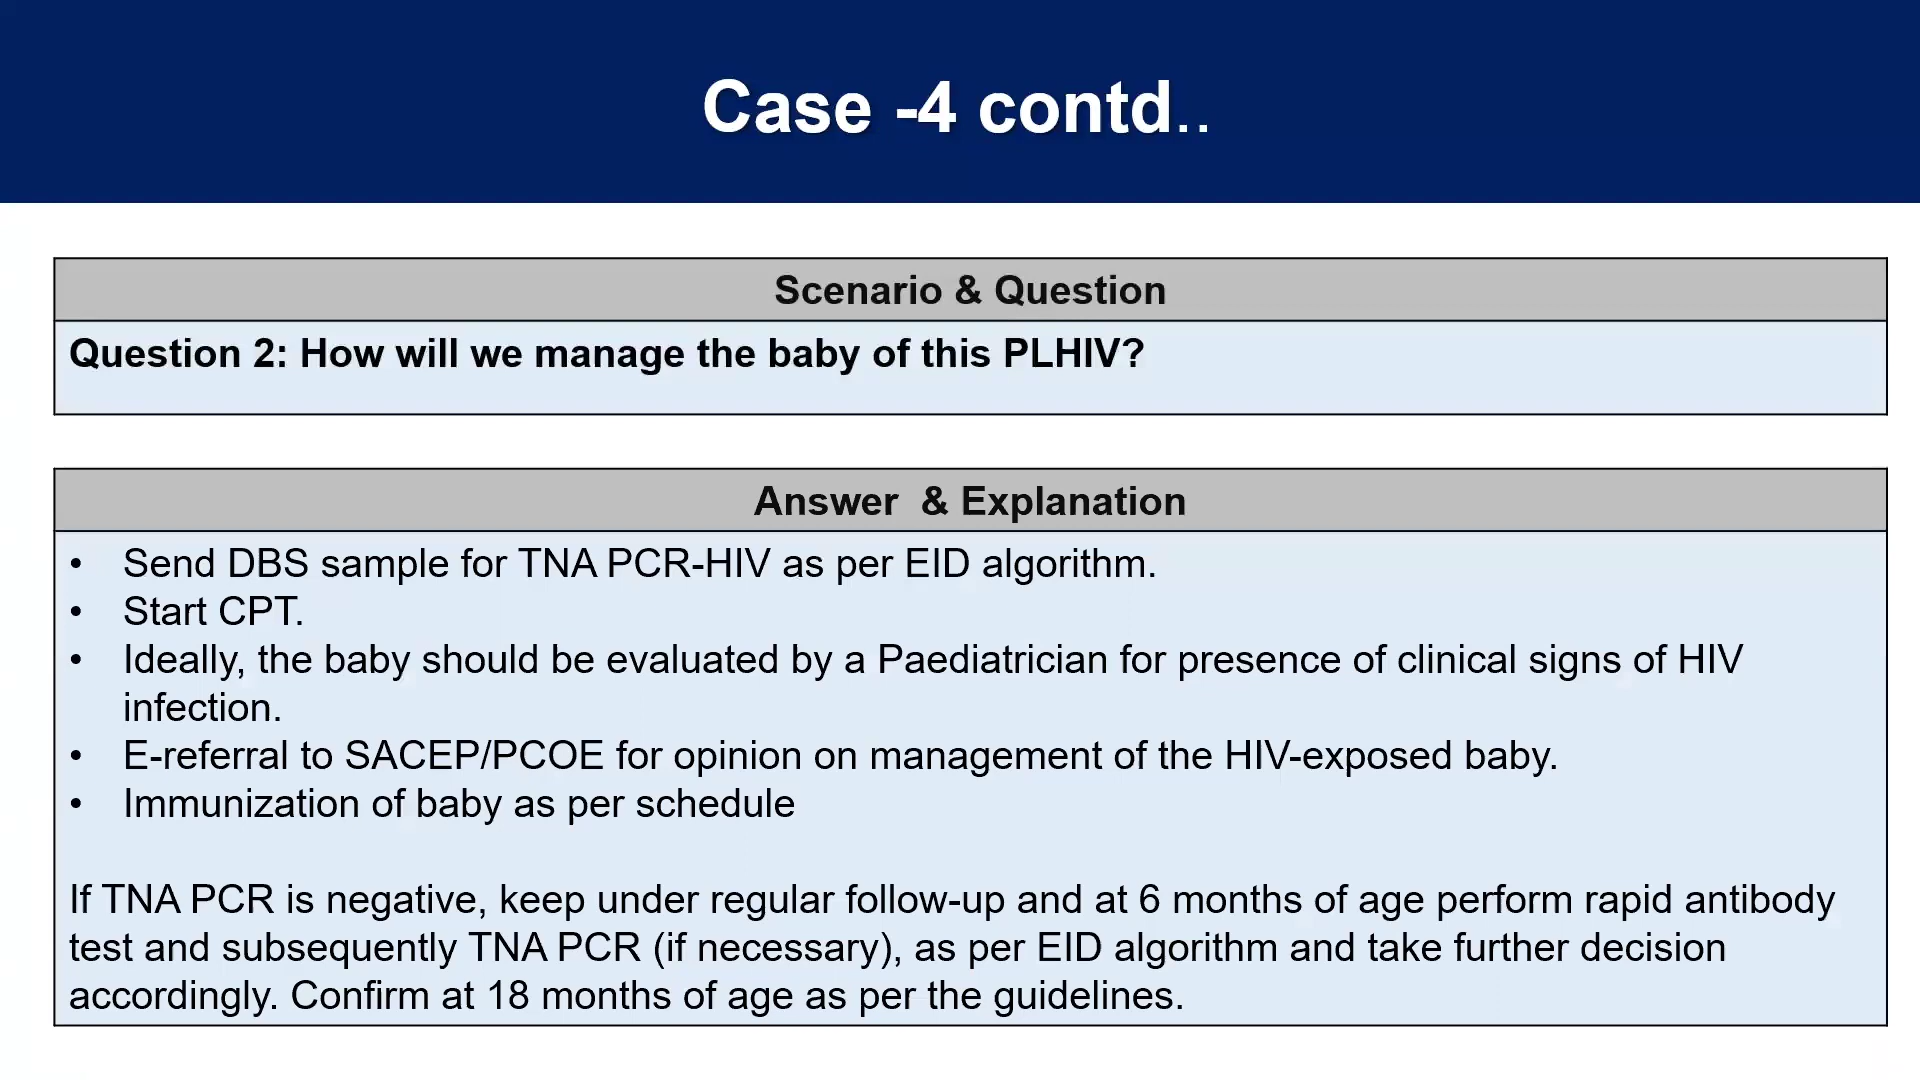 Case -4 contd..
Scenario & Question
Question 2: How will we manage the baby of this PLHIV?
Answer & Explanation
• Send DBS sample for TNA PCR-HIV as per EID algorithm.
• Start CPT.
• Ideally, the baby should be evaluated by a Paediatrician for presence of clinical signs of HIV
infection.
• E-referral to SACEP/PCOE for opinion on management of the HIV-exposed baby.
• Immunization of baby as per schedule
If TNA PCR is negative, keep under regular follow-up and at 6 months of age perform rapid antibody
test and subsequently TNA PCR (if necessary), as per EID algorithm and take further decision
accordingly. Confirm at 18 months of age as per the guidelines.